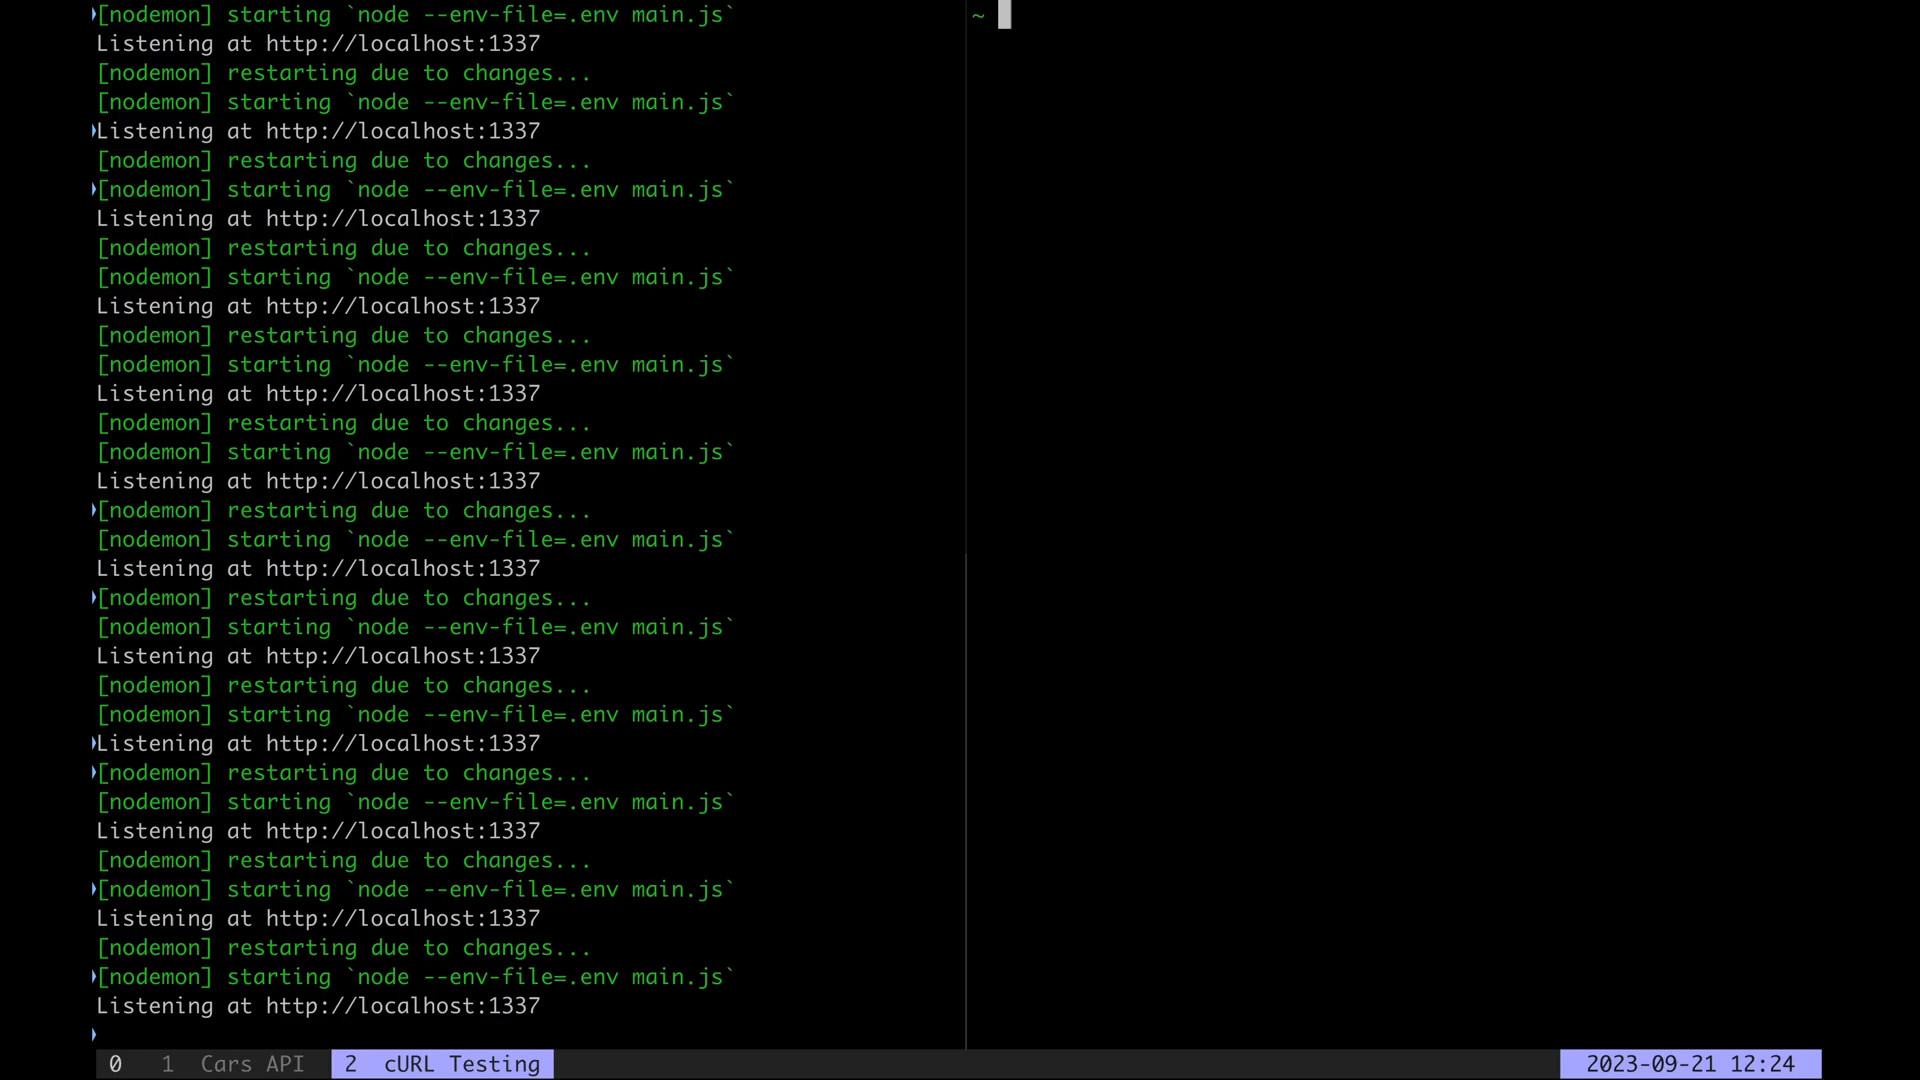 [nodemon] starting `node --env-file=.env main.js`
Listening at http://localhost:1337
[nodemon] restarting due to changes...
[nodemon] starting `node --env-file=.env main.js`
Listening at http://localhost:1337
[nodemon] restarting due to changes...
[nodemon] starting `node --env-file=.env main.js`
Listening at http://localhost:1337
[nodemon] restarting due to changes...
[nodemon] starting `node --env-file=.env main.js`
Listening at http://localhost:1337
[nodemon] restarting due to changes...
[nodemon] starting `node --env-file=.env main.js`
Listening at http://localhost:1337
[nodemon] restarting due to changes...
[nodemon] starting `node --env-file=.env main.js`
Listening at http://localhost:1337
[nodemon] restarting due to changes...
[nodemon] starting `node --env-file=.env main.js`
Listening at http://localhost:1337
[nodemon] restarting due to changes...
[nodemon] starting `node --env-file=.env main.js`
Listening at http://localhost:1337
[nodemon] restarting due to changes...
[nodemon] starting `node --env-file=.env main.js`
Listening at http://localhost:1337
[nodemon] restarting due to changes...
[nodemon] starting `node --env-file=.env main.js`
Listening at http://localhost:1337
[nodemon] restarting due to changes...
[nodemon] starting `node --env-file=.env main.js`
Listening at http://localhost:1337
[nodemon] restarting due to changes...
[nodemon] starting `node --env-file=.env main.js`
Listening at http://localhost:1337
~
0 1 Cars API 2 cURL Testing 2023-09-21 12:24